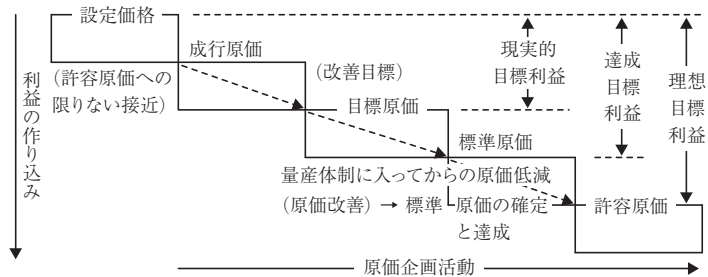 設定価格
成行原価
(許容原価への
限りない接近)
(改善目標)
目標原価
標準原価
量産体制に入ってからの原価低減
(原価改善) → 標準原価の確定
と達成
許容原価
現実的
目標利益
達成
目標
利益
理想
目標
利益
利益の作り込み
原価企画活動